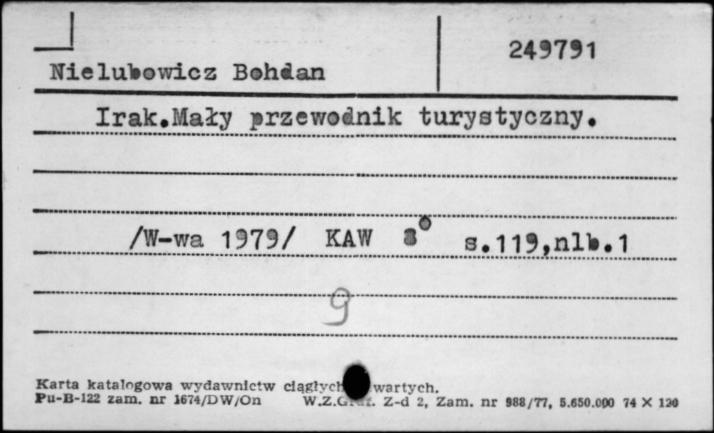 249791
Nielubowicz Bohdan
Irak.Mały przewodnik turystyczny.
/W-wa 1979/ KAW 8° s.119,nlb.1
9
Karta katalogowa wydawnictw ciągłych wartych.
Pu-B-122 zam. nr 1674/DW/On W.Z.Graf. Z-d 2, Zam. nr 988/77, 5.650.000 74 X 120